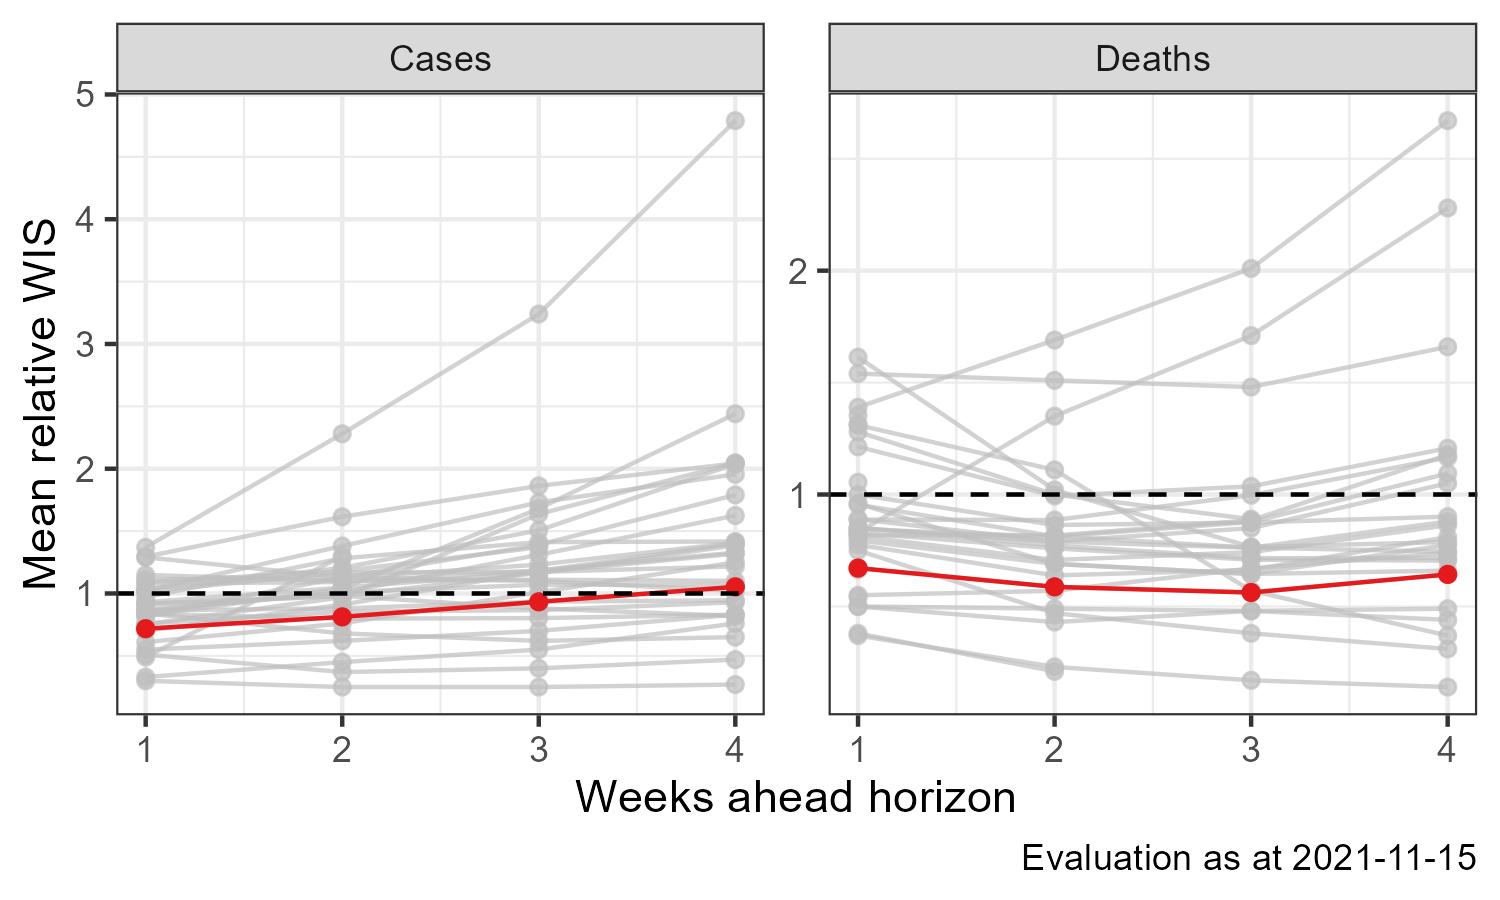 Cases
Deaths
Mean relative WIS
5
4
3
2
1
2
1
1 2 3 4
1 2 3 4
Weeks ahead horizon
Evaluation as at 2021-11-15